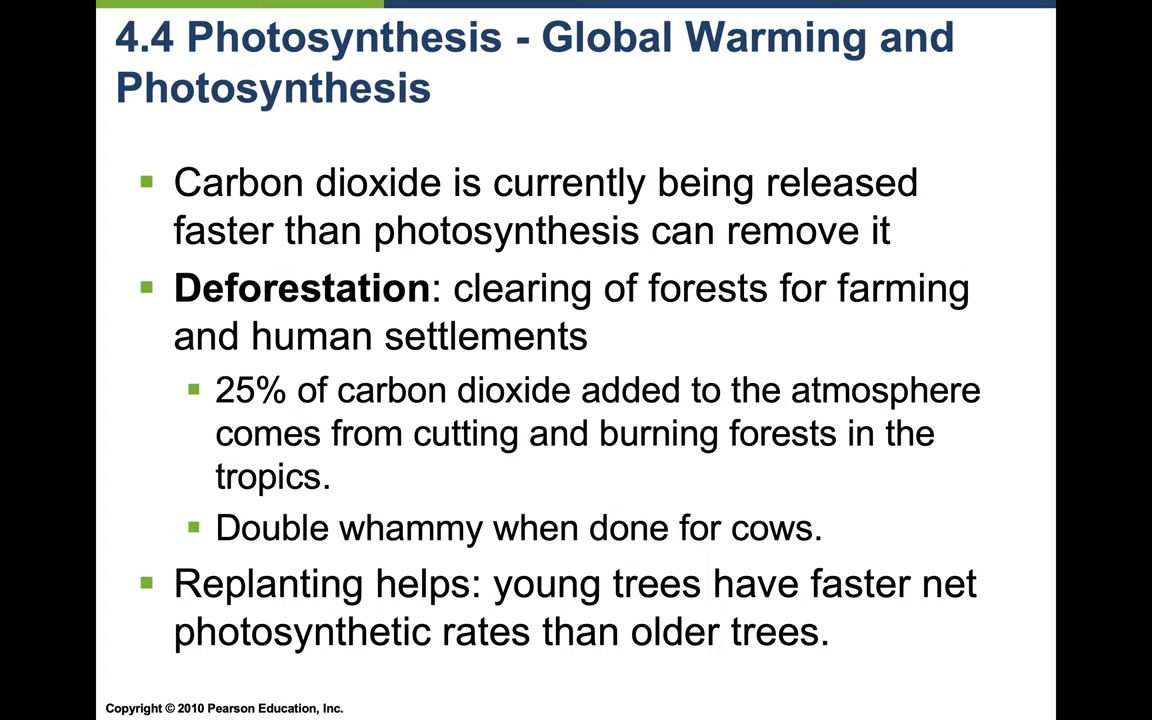 4.4 Photosynthesis - Global Warming and
Photosynthesis
▪ Carbon dioxide is currently being released
faster than photosynthesis can remove it
▪ Deforestation: clearing of forests for farming
and human settlements
▪ 25% of carbon dioxide added to the atmosphere
comes from cutting and burning forests in the
tropics.
▪ Double whammy when done for cows.
▪ Replanting helps: young trees have faster net
photosynthetic rates than older trees.
Copyright © 2010 Pearson Education, Inc.